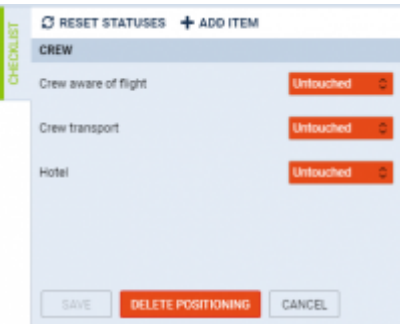 CHECKLIST
RESET STATUSES ADD ITEM
CREW
Crew aware of flight Untouched
Crew transport Untouched
Hotel Untouched
SAVE DELETE POSITIONING CANCEL